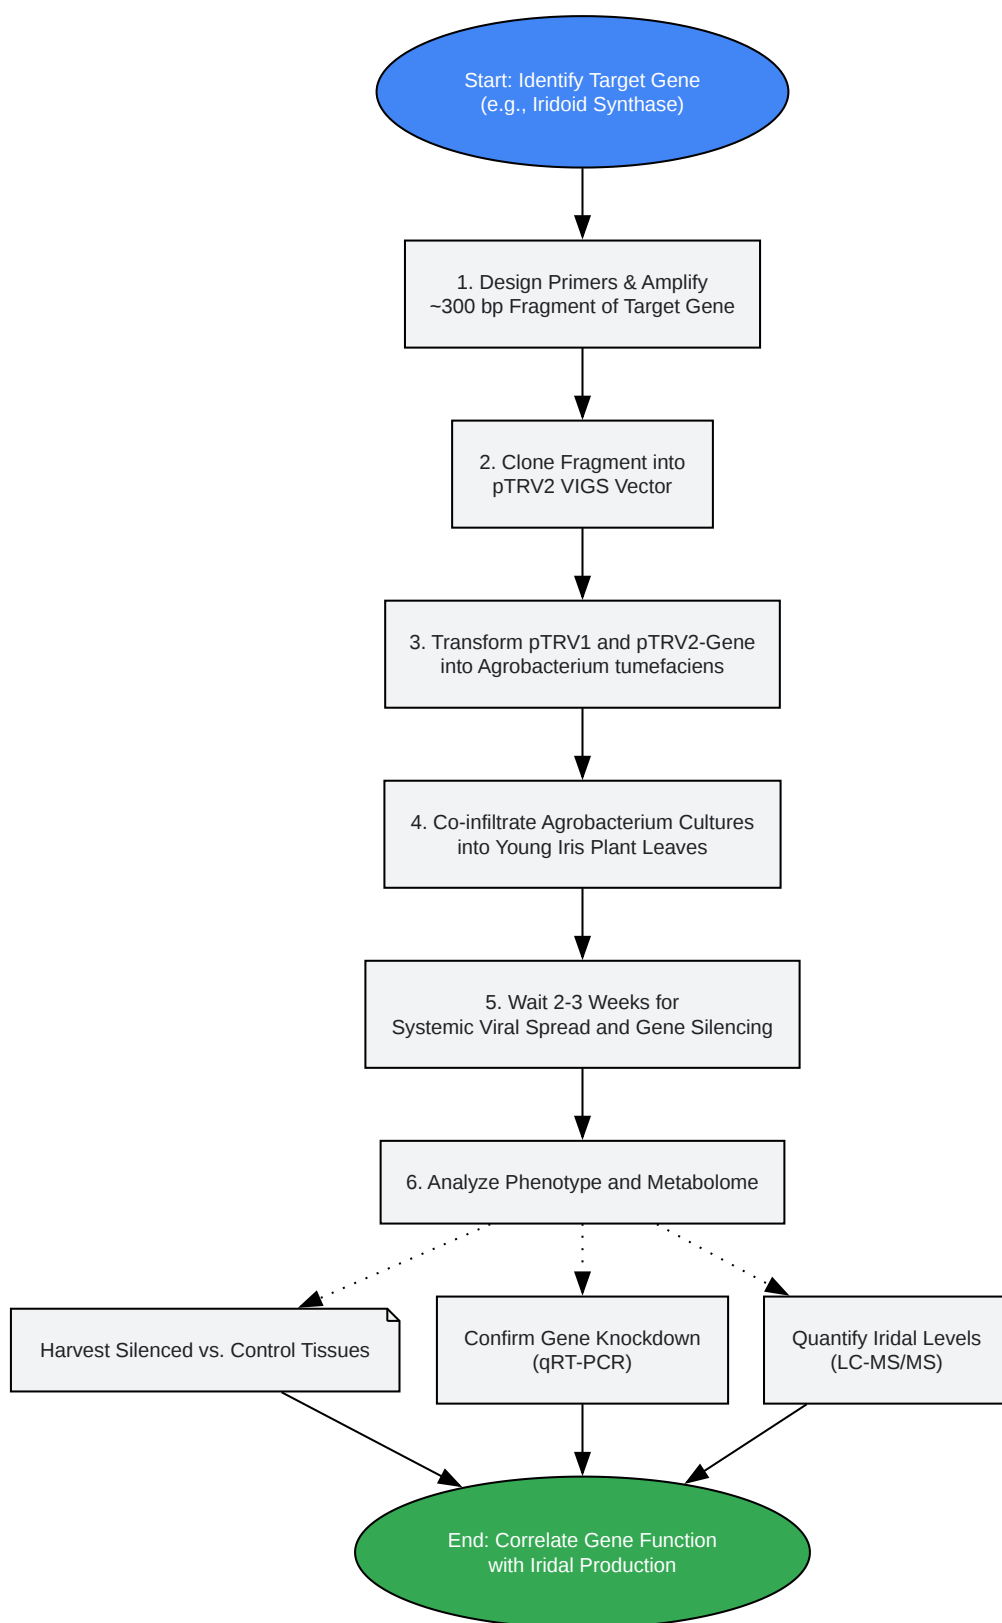 Start: Identify Target Gene
(e.g., Iridoid Synthase)
1. Design Primers & Amplify
~300 bp Fragment of Target Gene
2. Clone Fragment into
pTRV2 VIGS Vector
3. Transform pTRV1 and pTRV2-Gene
into Agrobacterium tumefaciens
4. Co-infiltrate Agrobacterium Cultures
into Young Iris Plant Leaves
5. Wait 2-3 Weeks for
Systemic Viral Spread and Gene Silencing
6. Analyze Phenotype and Metabolome
Harvest Silenced vs. Control Tissues
Confirm Gene Knockdown
(qRT-PCR)
Quantify Iridal Levels
(LC-MS/MS)
End: Correlate Gene Function
with Iridal Production